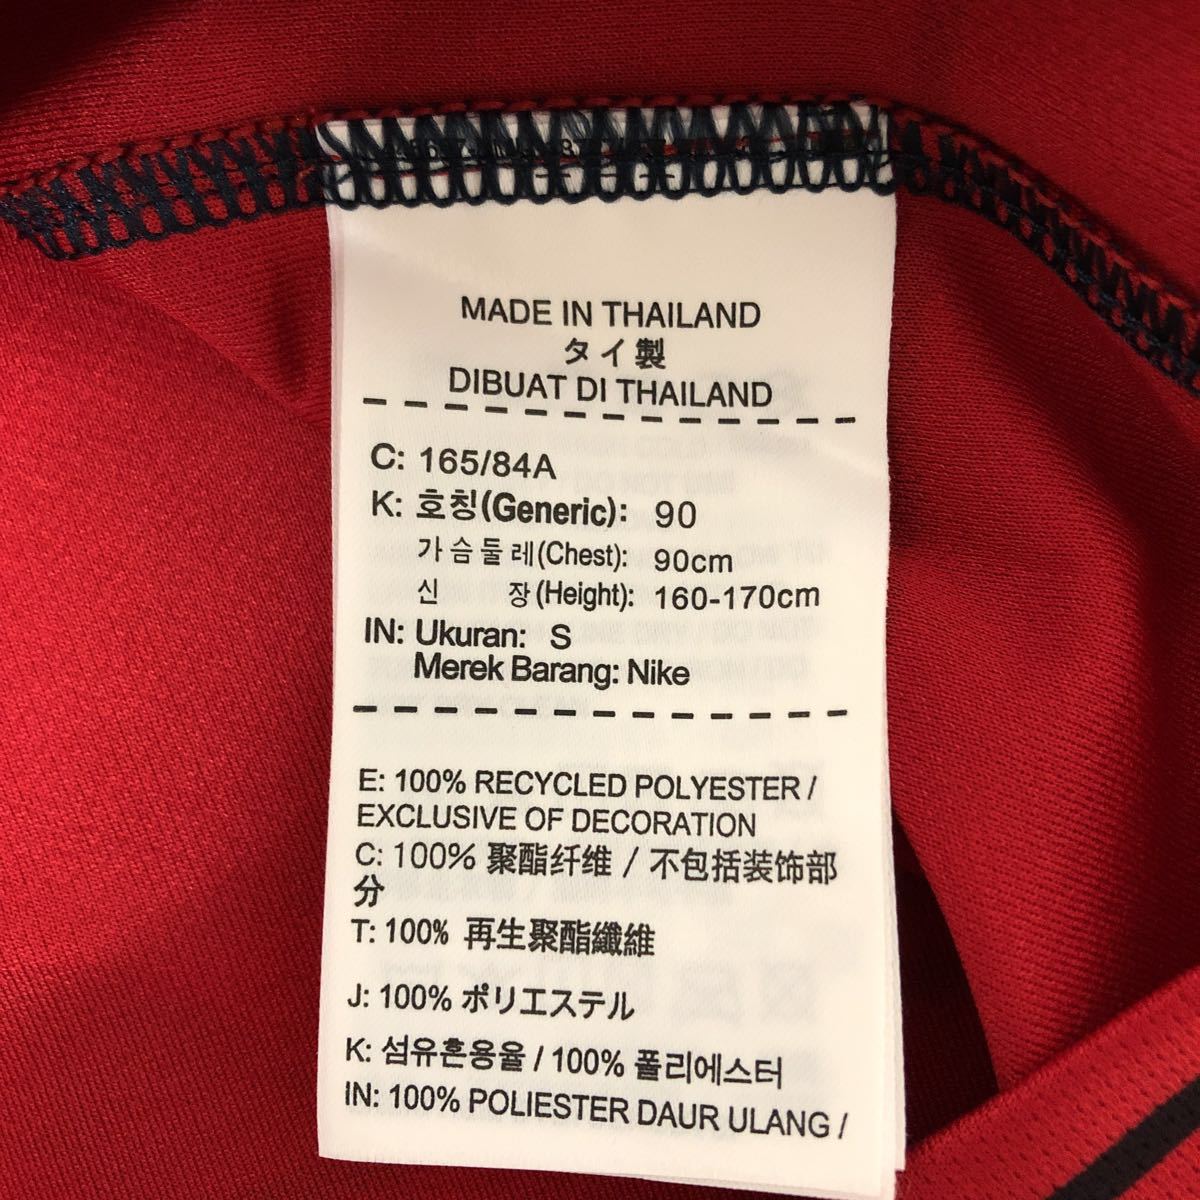 MADE IN THAILAND
タイ製
DIBUAT DI THAILAND
C: 165/84A
K: 호칭(Generic): 90
가슴둘레(Chest): 90cm
신 장(Height): 160-170cm
IN: Ukuran: S
Merek Barang: Nike
E: 100% RECYCLED POLYESTER /
EXCLUSIVE OF DECORATION
C: 100% 聚酯纤维 / 不包括装饰部
分
T: 100% 再生聚酯纖維
J: 100% ポリエステル
K: 섬유혼용율 / 100% 폴리에스터
IN: 100% POLIESTER DAUR ULANG /